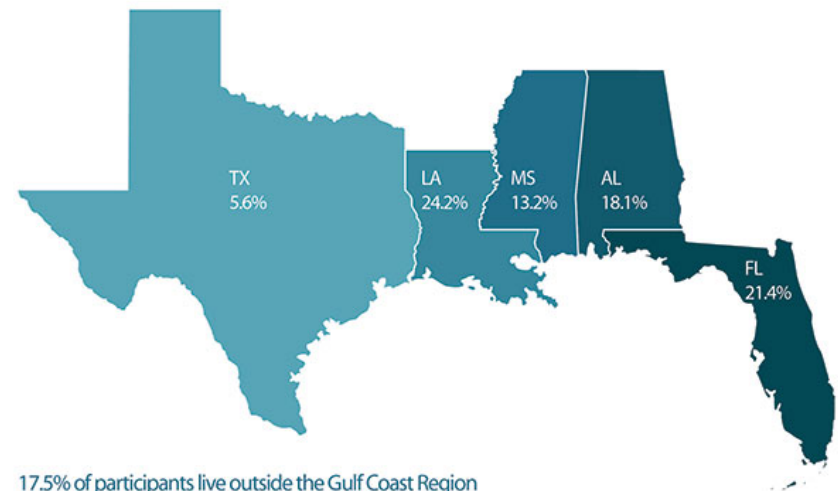 TX
5.6%
LA
24.2%
MS
13.2%
AL
18.1%
FL
21.4%
17.5% of participants live outside the Gulf Coast Region